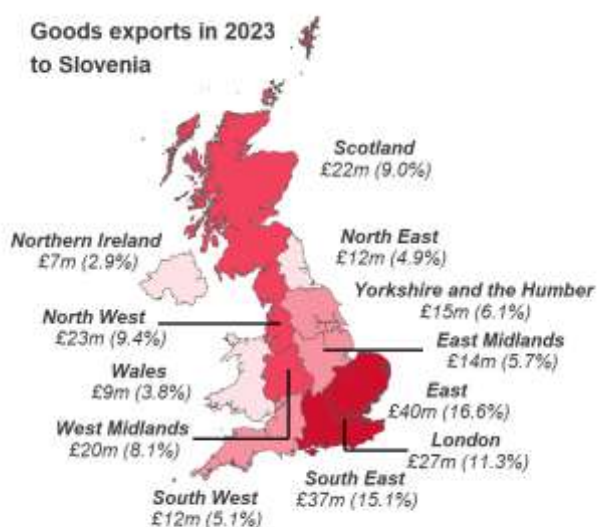 Goods exports in 2023
to Slovenia
Scotland
£22m (9.0%)
Northern Ireland
£7m (2.9%)
North East
£12m (4.9%)
Yorkshire and the Humber
£15m (6.1%)
North West
£23m (9.4%)
East Midlands
£14m (5.7%)
Wales
£9m (3.8%)
East
£40m (16.6%)
West Midlands
£20m (8.1%)
London
£27m (11.3%)
South East
£37m (15.1%)
South West
£12m (5.1%)